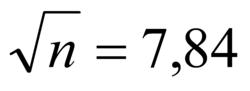 √n = 7,84